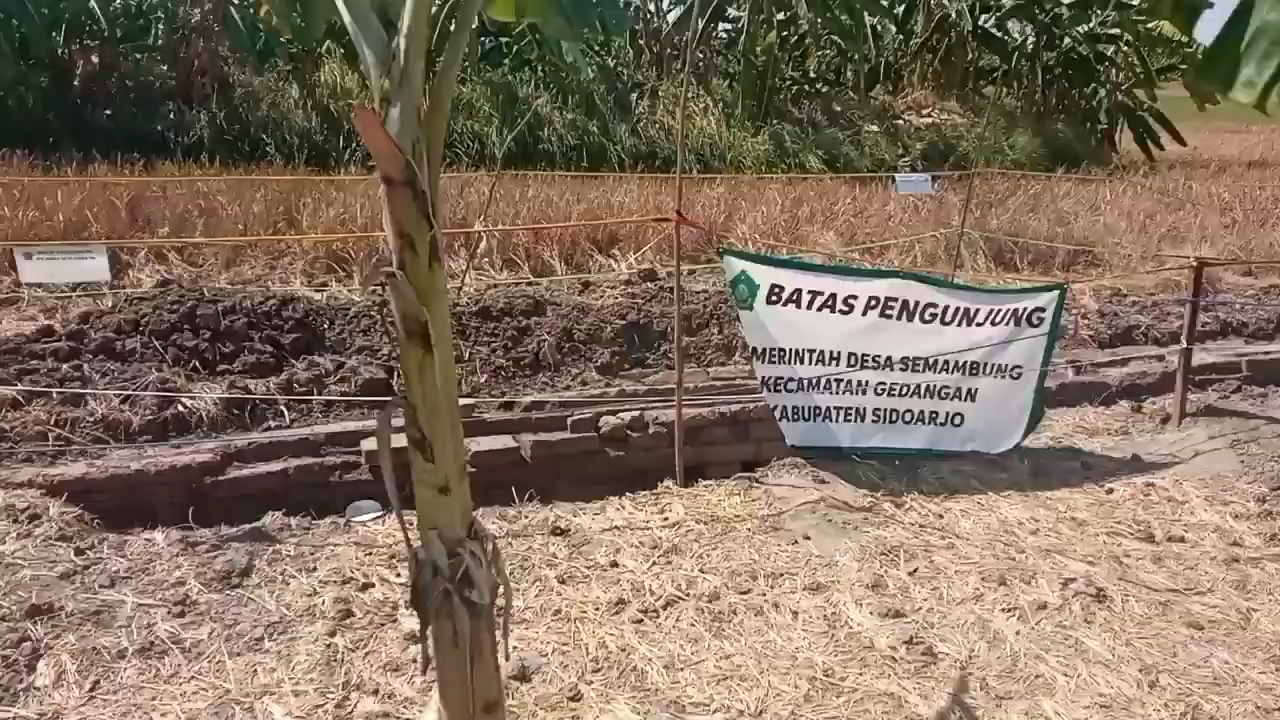 BATAS PENGUNJUNG
MERINTAH DESA SEMAMBUNG
KECAMATAN GEDANGAN
KABUPATEN SIDOARJO